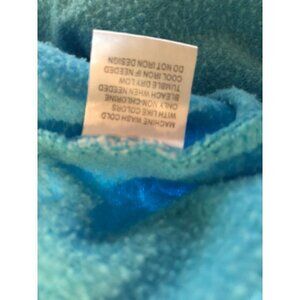 MACHINE WASH COLD
WITH LIKE COLORS
ONLY NON-CHLORINE
BLEACH WHEN NEEDED
TUMBLE DRY LOW
COOL IRON IF NEEDED
DO NOT IRON DESIGN